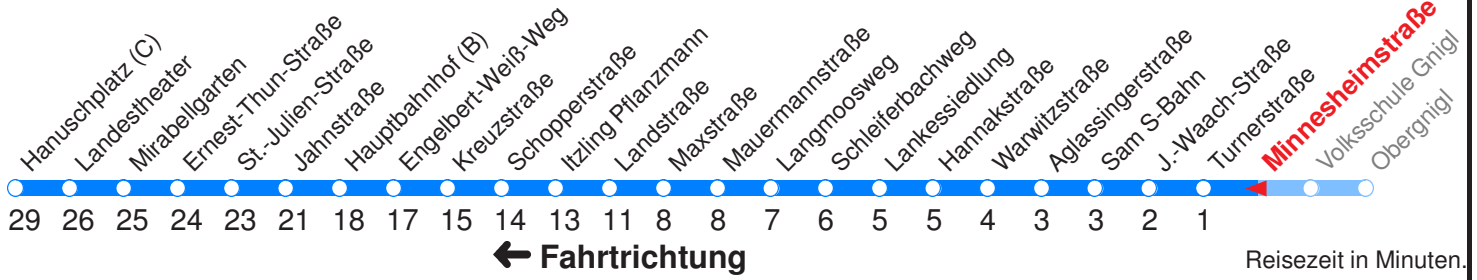 Hanuschplatz (C)
Landestheater
Mirabellgarten
Ernest-Thun-Straße
St.-Julien-Straße
Jahnstraße
Hauptbahnhof (B)
Engelbert-Weiß-Weg
Kreuzstraße
Schopperstraße
Itzling Pflanzmann
Landstraße
Maxstraße
Mauermannstraße
Langmoosweg
Schleiferbachweg
Lankessiedlung
Hannakstraße
Warwitzstraße
Aglassingerstraße
Sam S-Bahn
J.-Waach-Straße
Turnerstraße
Minnesheimstraße
Volksschule Gnigl
Obergnigl
29 26 25 24 23 21 18 17 15 14 13 11 8 8 7 6 5 5 4 3 3 2 1
← Fahrtrichtung
Reisezeit in Minuten.